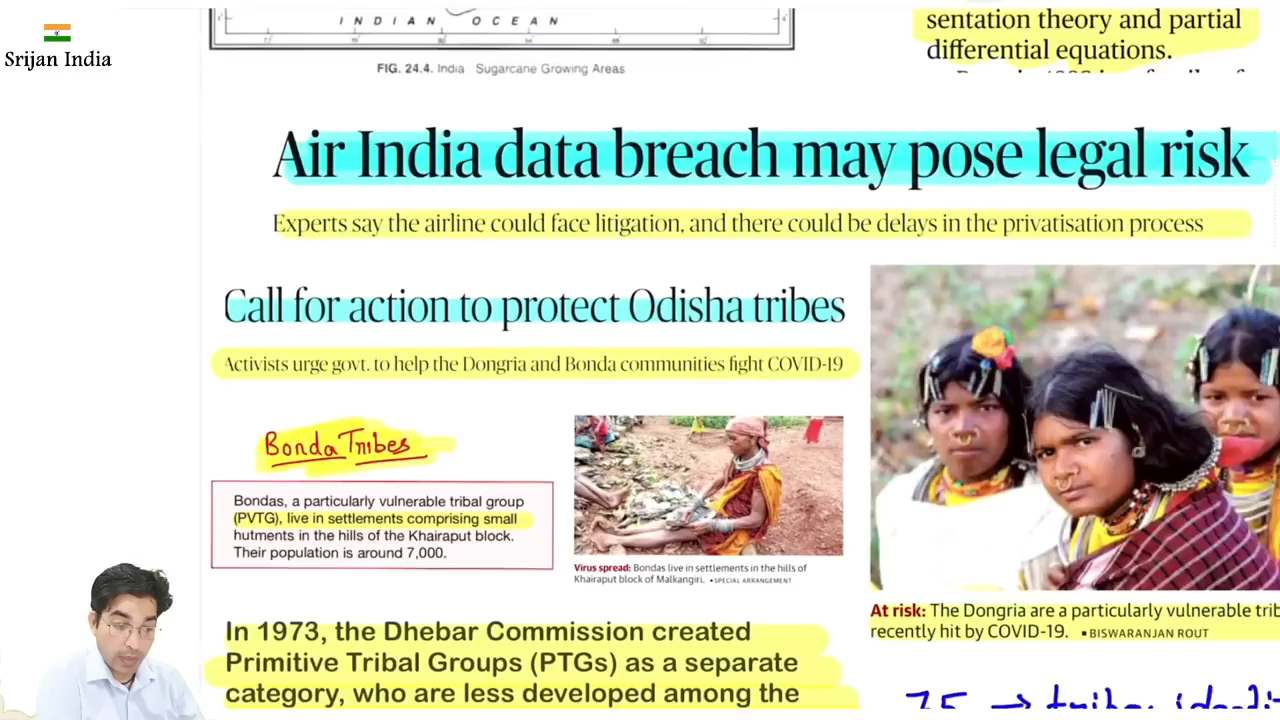 Srijan India
INDIAN OCEAN
FIG. 24.4. India Sugarcane Growing Areas
sentation theory and partial
differential equations.
Air India data breach may pose legal risk
Experts say the airline could face litigation, and there could be delays in the privatisation process
Call for action to protect Odisha tribes
Activists urge govt. to help the Dongria and Bonda communities fight COVID-19
Bonda Tribes
Bondas, a particularly vulnerable tribal group
(PVTG), live in settlements comprising small
hutments in the hills of the Khairaput block.
Their population is around 7,000.
Virus spread: Bondas live in settlements in the hills of
Khairaput block of Malkangiri. ▪ SPECIAL ARRANGEMENT
At risk: The Dongria are a particularly vulnerable trib
recently hit by COVID-19. ▪ BISWARANJAN ROUT
In 1973, the Dhebar Commission created
Primitive Tribal Groups (PTGs) as a separate
category, who are less developed among the
75 → tribes